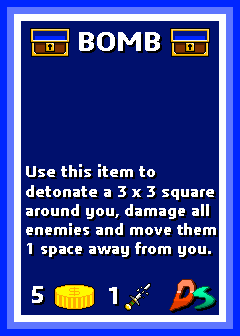 BOMB
Use this item to
detonate a 3 x 3 square
around you, damage all
enemies and move them
1 space away from you.
5 1 DS